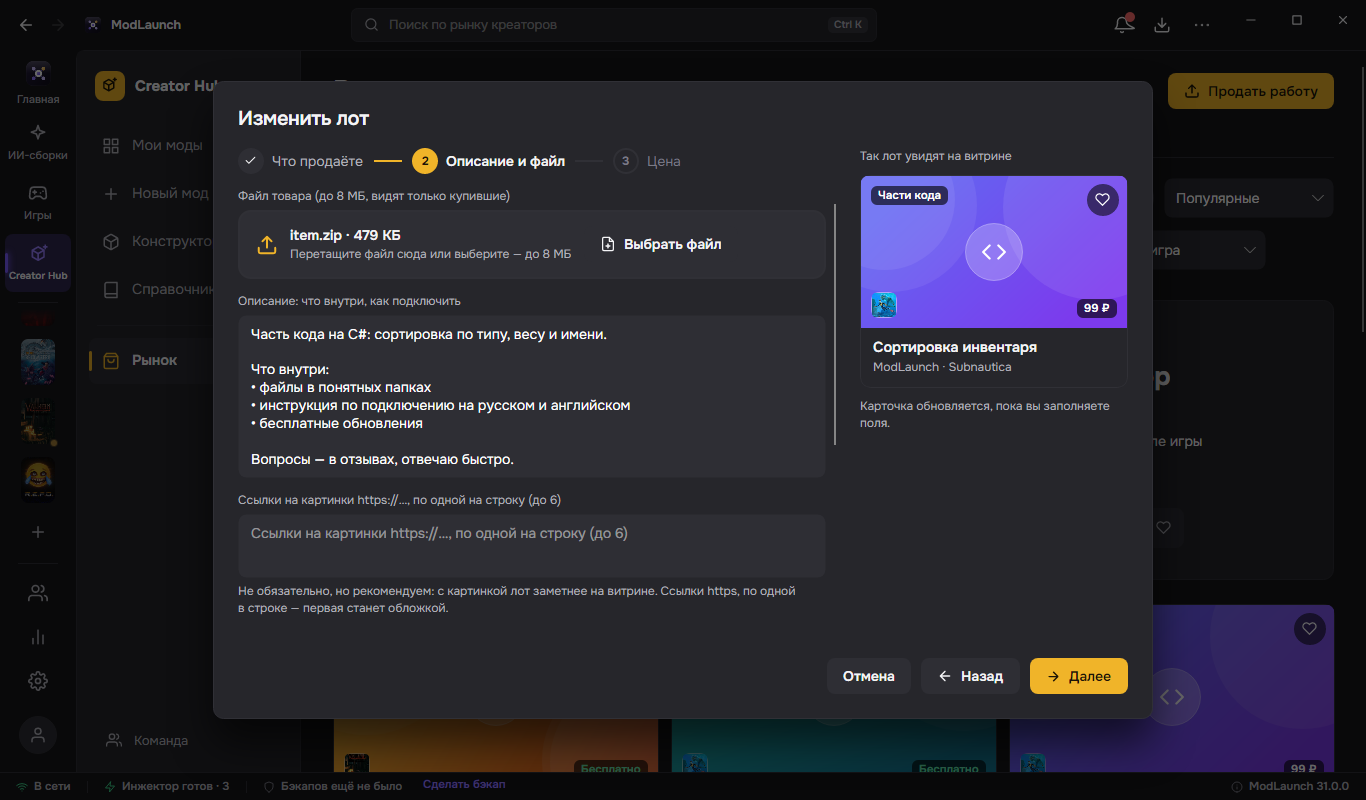 ModLaunch
Поиск по рынку креаторов
Ctrl K
Главная
ИИ-сборки
Игры
Creator Hub
Creator Hu
Мои моды
Новый мод
Конструкто
Справочник
Рынок
Команда
Продать работу
Популярные
игра
Изменить лот
Что продаёте
2
Описание и файл
3
Цена
Файл товара (до 8 МБ, видят только купившие)
item.zip · 479 КБ
Перетащите файл сюда или выберите — до 8 МБ
Выбрать файл
Описание: что внутри, как подключить
Часть кода на C#: сортировка по типу, весу и имени.
Что внутри:
• файлы в понятных папках
• инструкция по подключению на русском и английском
• бесплатные обновления
Вопросы — в отзывах, отвечаю быстро.
Ссылки на картинки https://..., по одной на строку (до 6)
Ссылки на картинки https://..., по одной на строку (до 6)
Не обязательно, но рекомендуем: с картинкой лот заметнее на витрине. Ссылки https, по одной
в строке — первая станет обложкой.
Так лот увидят на витрине
Части кода
99 ₽
Сортировка инвентаря
ModLaunch · Subnautica
Карточка обновляется, пока вы заполняете
поля.
Отмена
Назад
Далее
р
ле игры
Бесплатно
Бесплатно
99 ₽
В сети
Инжектор готов · 3
Бэкапов ещё не было
Сделать бэкап
ModLaunch 31.0.0